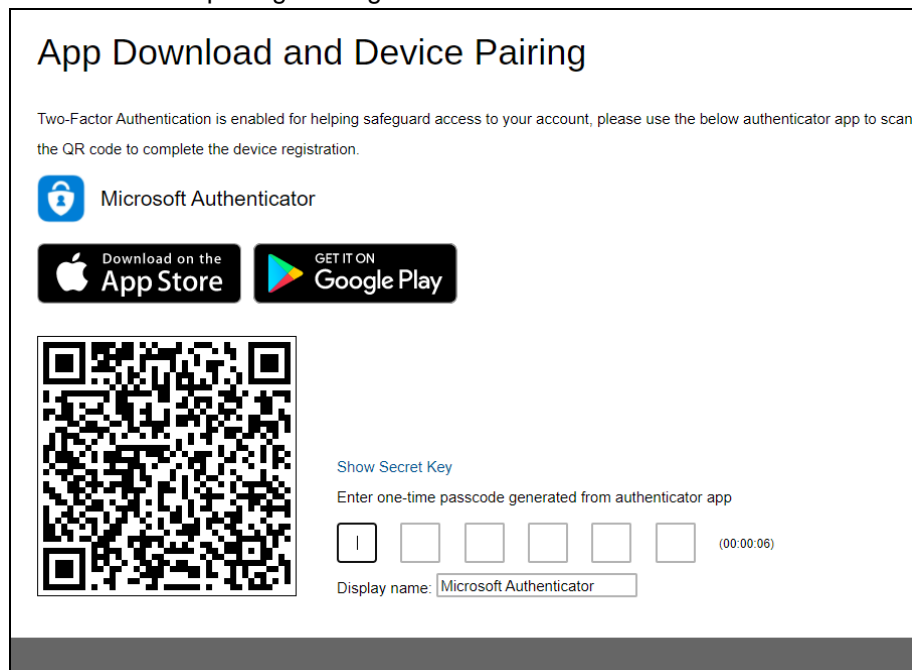 App Download and Device Pairing
Two-Factor Authentication is enabled for helping safeguard access to your account, please use the below authenticator app to scan
the QR code to complete the device registration.
Microsoft Authenticator
Download on the
App Store
GET IT ON
Google Play
Show Secret Key
Enter one-time passcode generated from authenticator app
(00:00:06)
Display name: Microsoft Authenticator